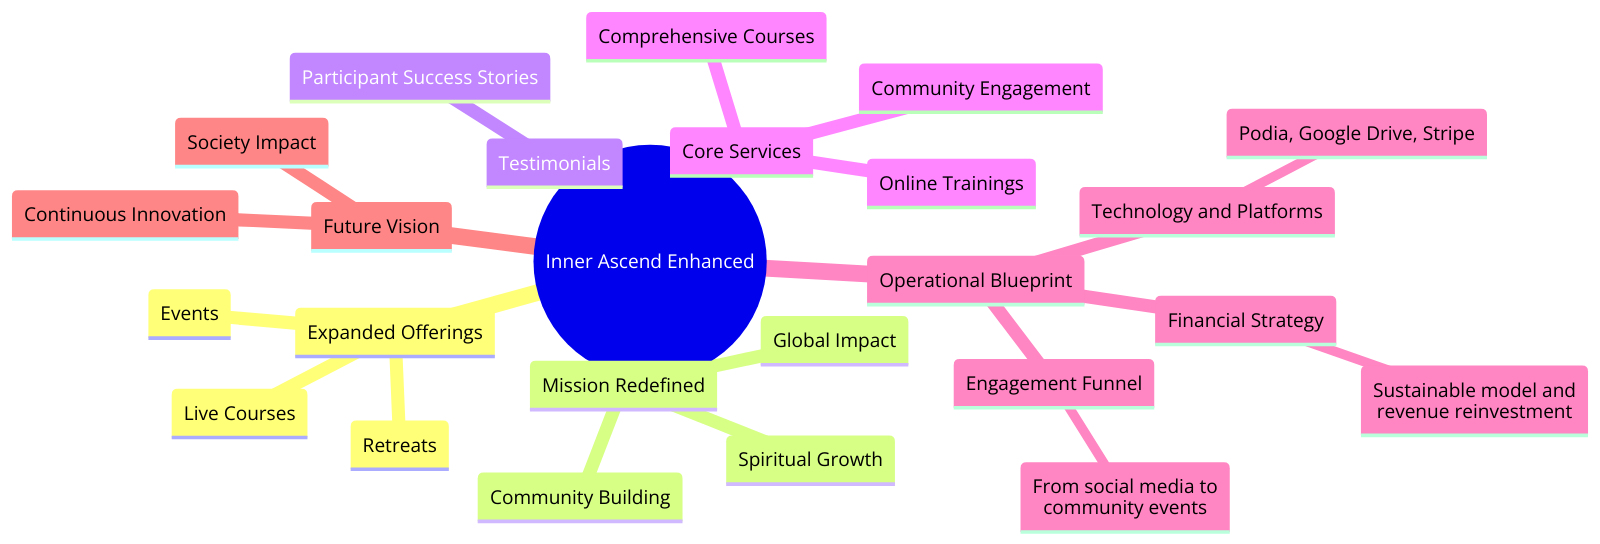 Comprehensive Courses
Participant Success Stories
Community Engagement
Society Impact
Podia, Google Drive, Stripe
Testimonials
Core Services
Online Trainings
Continuous Innovation
Future Vision
Technology and Platforms
Inner Ascend Enhanced
Operational Blueprint
Events
Expanded Offerings
Global Impact
Financial Strategy
Mission Redefined
Engagement Funnel
Sustainable model and
revenue reinvestment
Live Courses
Retreats
Spiritual Growth
Community Building
From social media to
community events